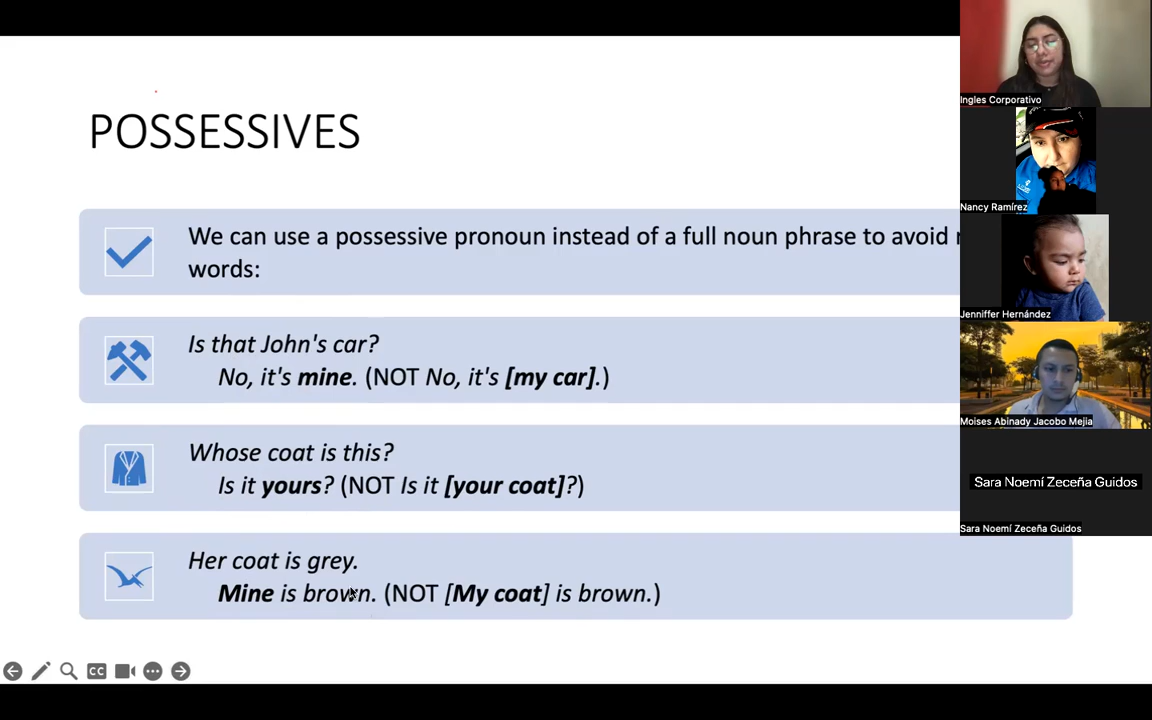 POSSESSIVES
We can use a possessive pronoun instead of a full noun phrase to avoid
words:
Is that John's car?
No, it's mine. (NOT No, it's [my car].)
Whose coat is this?
Is it yours? (NOT Is it [your coat]?)
Her coat is grey.
Mine is brown. (NOT [My coat] is brown.)
CC
Ingles Corporativo
Nancy Ramírez
Jenniffer Hernández
Moises Abinady Jacobo Mejia
Sara Noemí Zeceña Guidos
Sara Noemí Zeceña Guidos